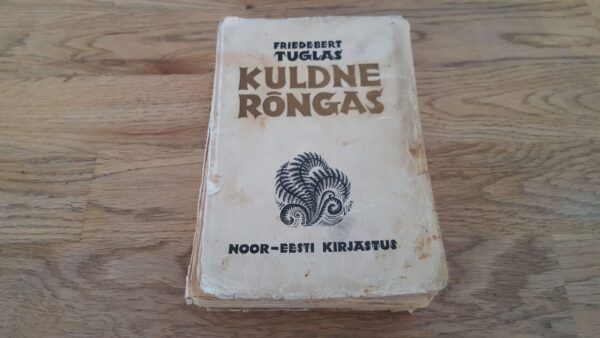 FRIEDEBERT
TUGLAS
KULDNE
RÕNGAS
NOOR-EESTI KIRJASTUS